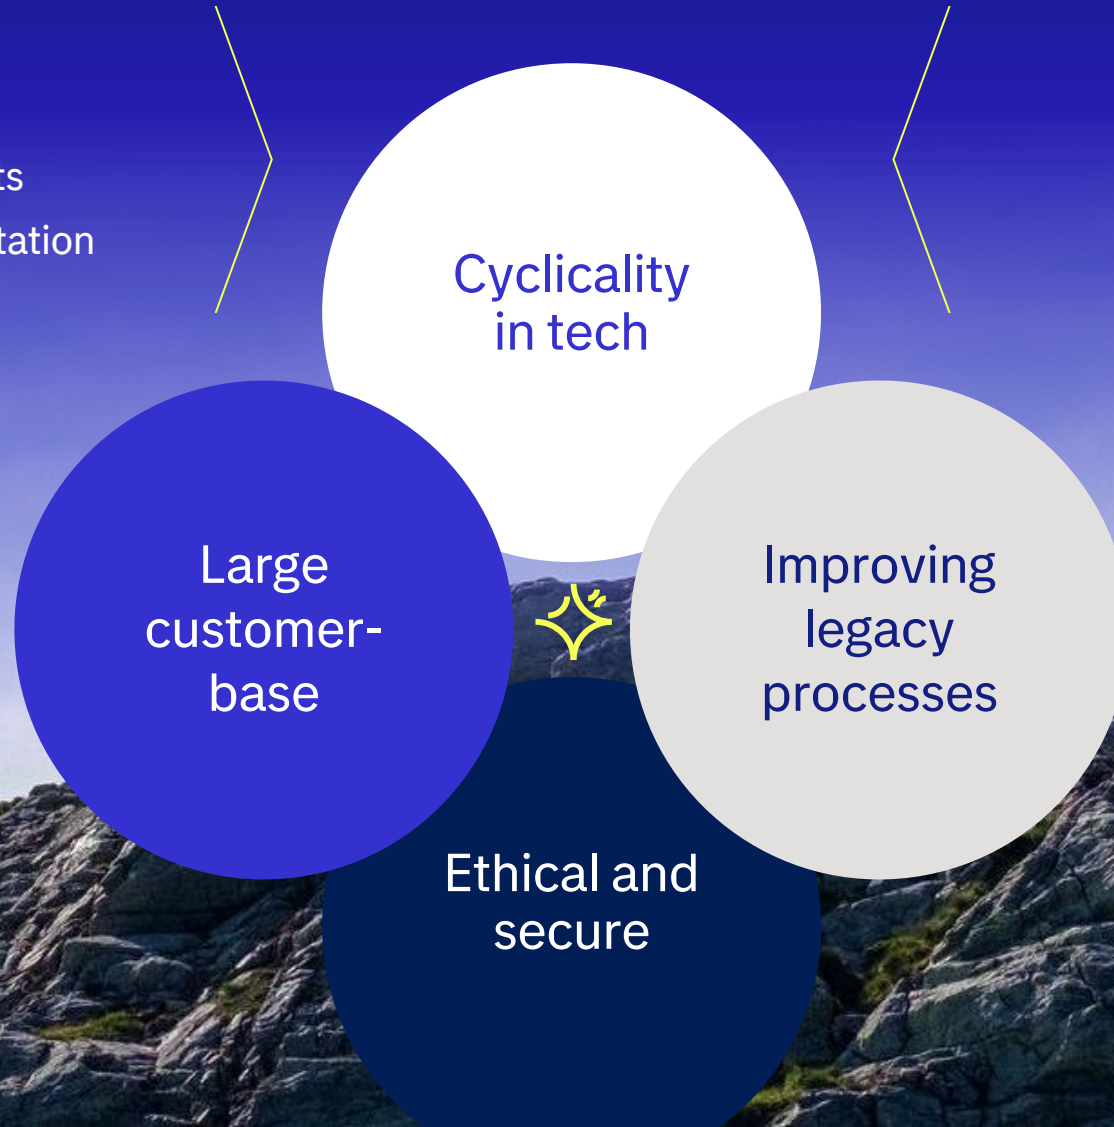 Cyclicality
in tech
Large
customer-
base
Improving
legacy
processes
Ethical and
secure